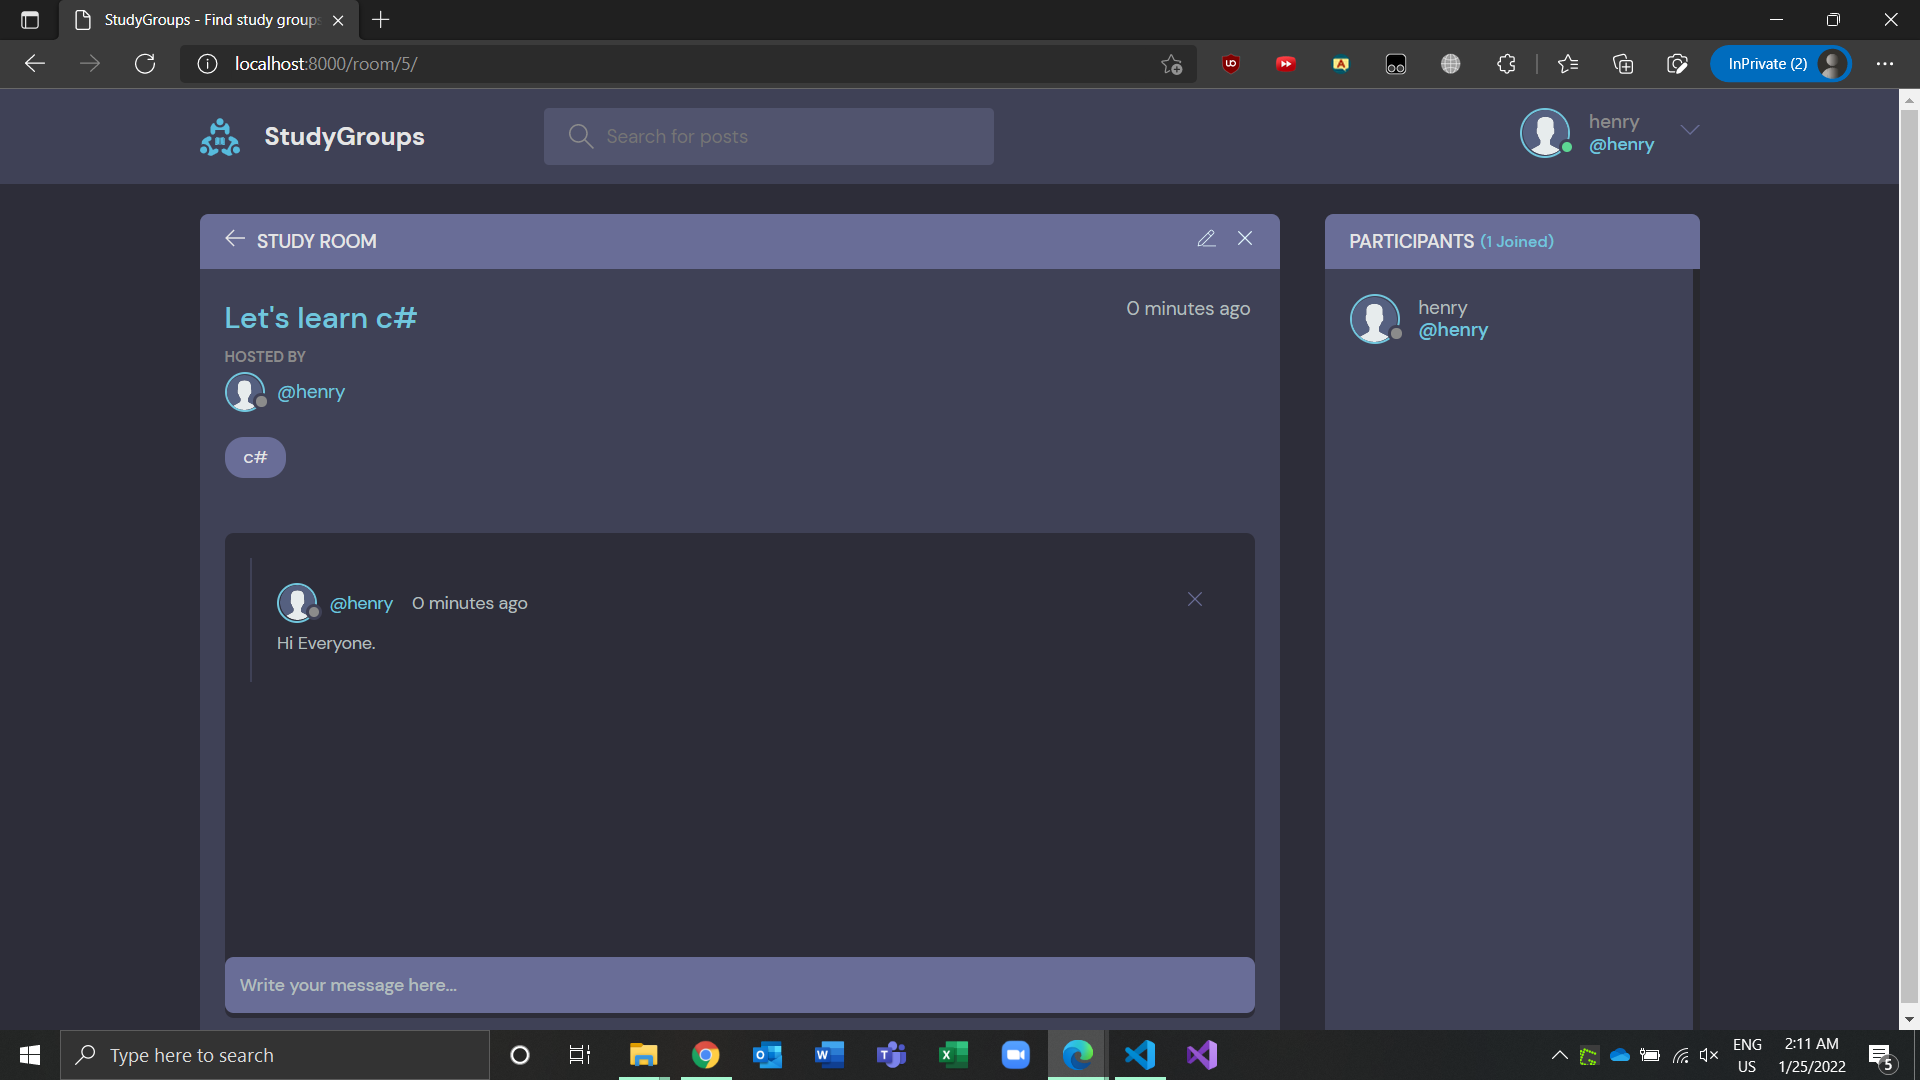 StudyGroups - Find study groups
localhost:8000/room/5/
InPrivate (2)
StudyGroups
Search for posts
henry
@henry
STUDY ROOM
PARTICIPANTS (1 Joined)
Let's learn c#
0 minutes ago
HOSTED BY
@henry
c#
henry
@henry
@henry 0 minutes ago
Hi Everyone.
Write your message here...
Type here to search
ENG
US
2:11 AM
1/25/2022
5